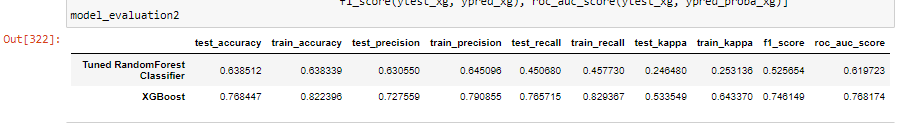 f1_score(ytest_xg, ypred_xg), roc_auc_score(ytest_xg, ypred_proba_xg)]
model_evaluation2
Out[322]:
test_accuracy train_accuracy test_precision train_precision test_recall train_recall test_kappa train_kappa f1_score roc_auc_score
Tuned RandomForest
Classifier 0.638512 0.638339 0.630550 0.645096 0.450680 0.457730 0.246480 0.253136 0.525654 0.619723
XGBoost 0.768447 0.822396 0.727559 0.790855 0.765715 0.829367 0.533549 0.643370 0.746149 0.768174